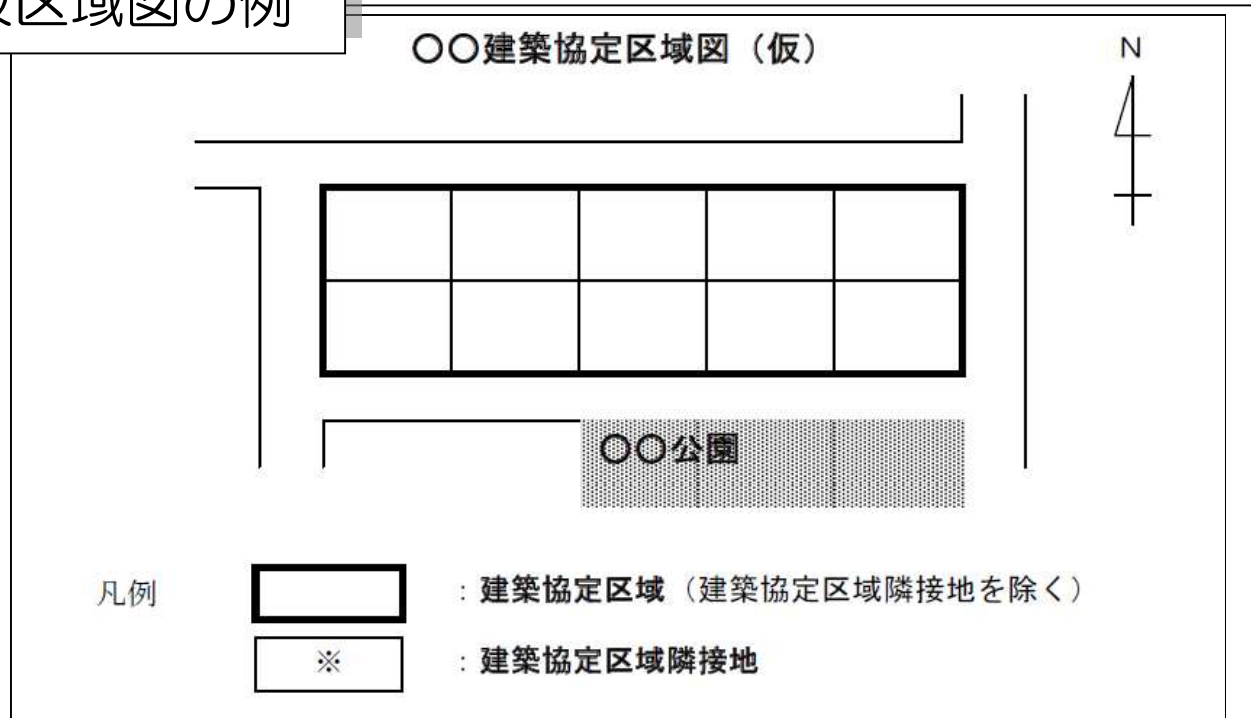 区域図の例
〇〇建築協定区域図（仮）
N
〇〇公園
凡例
：建築協定区域（建築協定区域隣接地を除く）
※
：建築協定区域隣接地